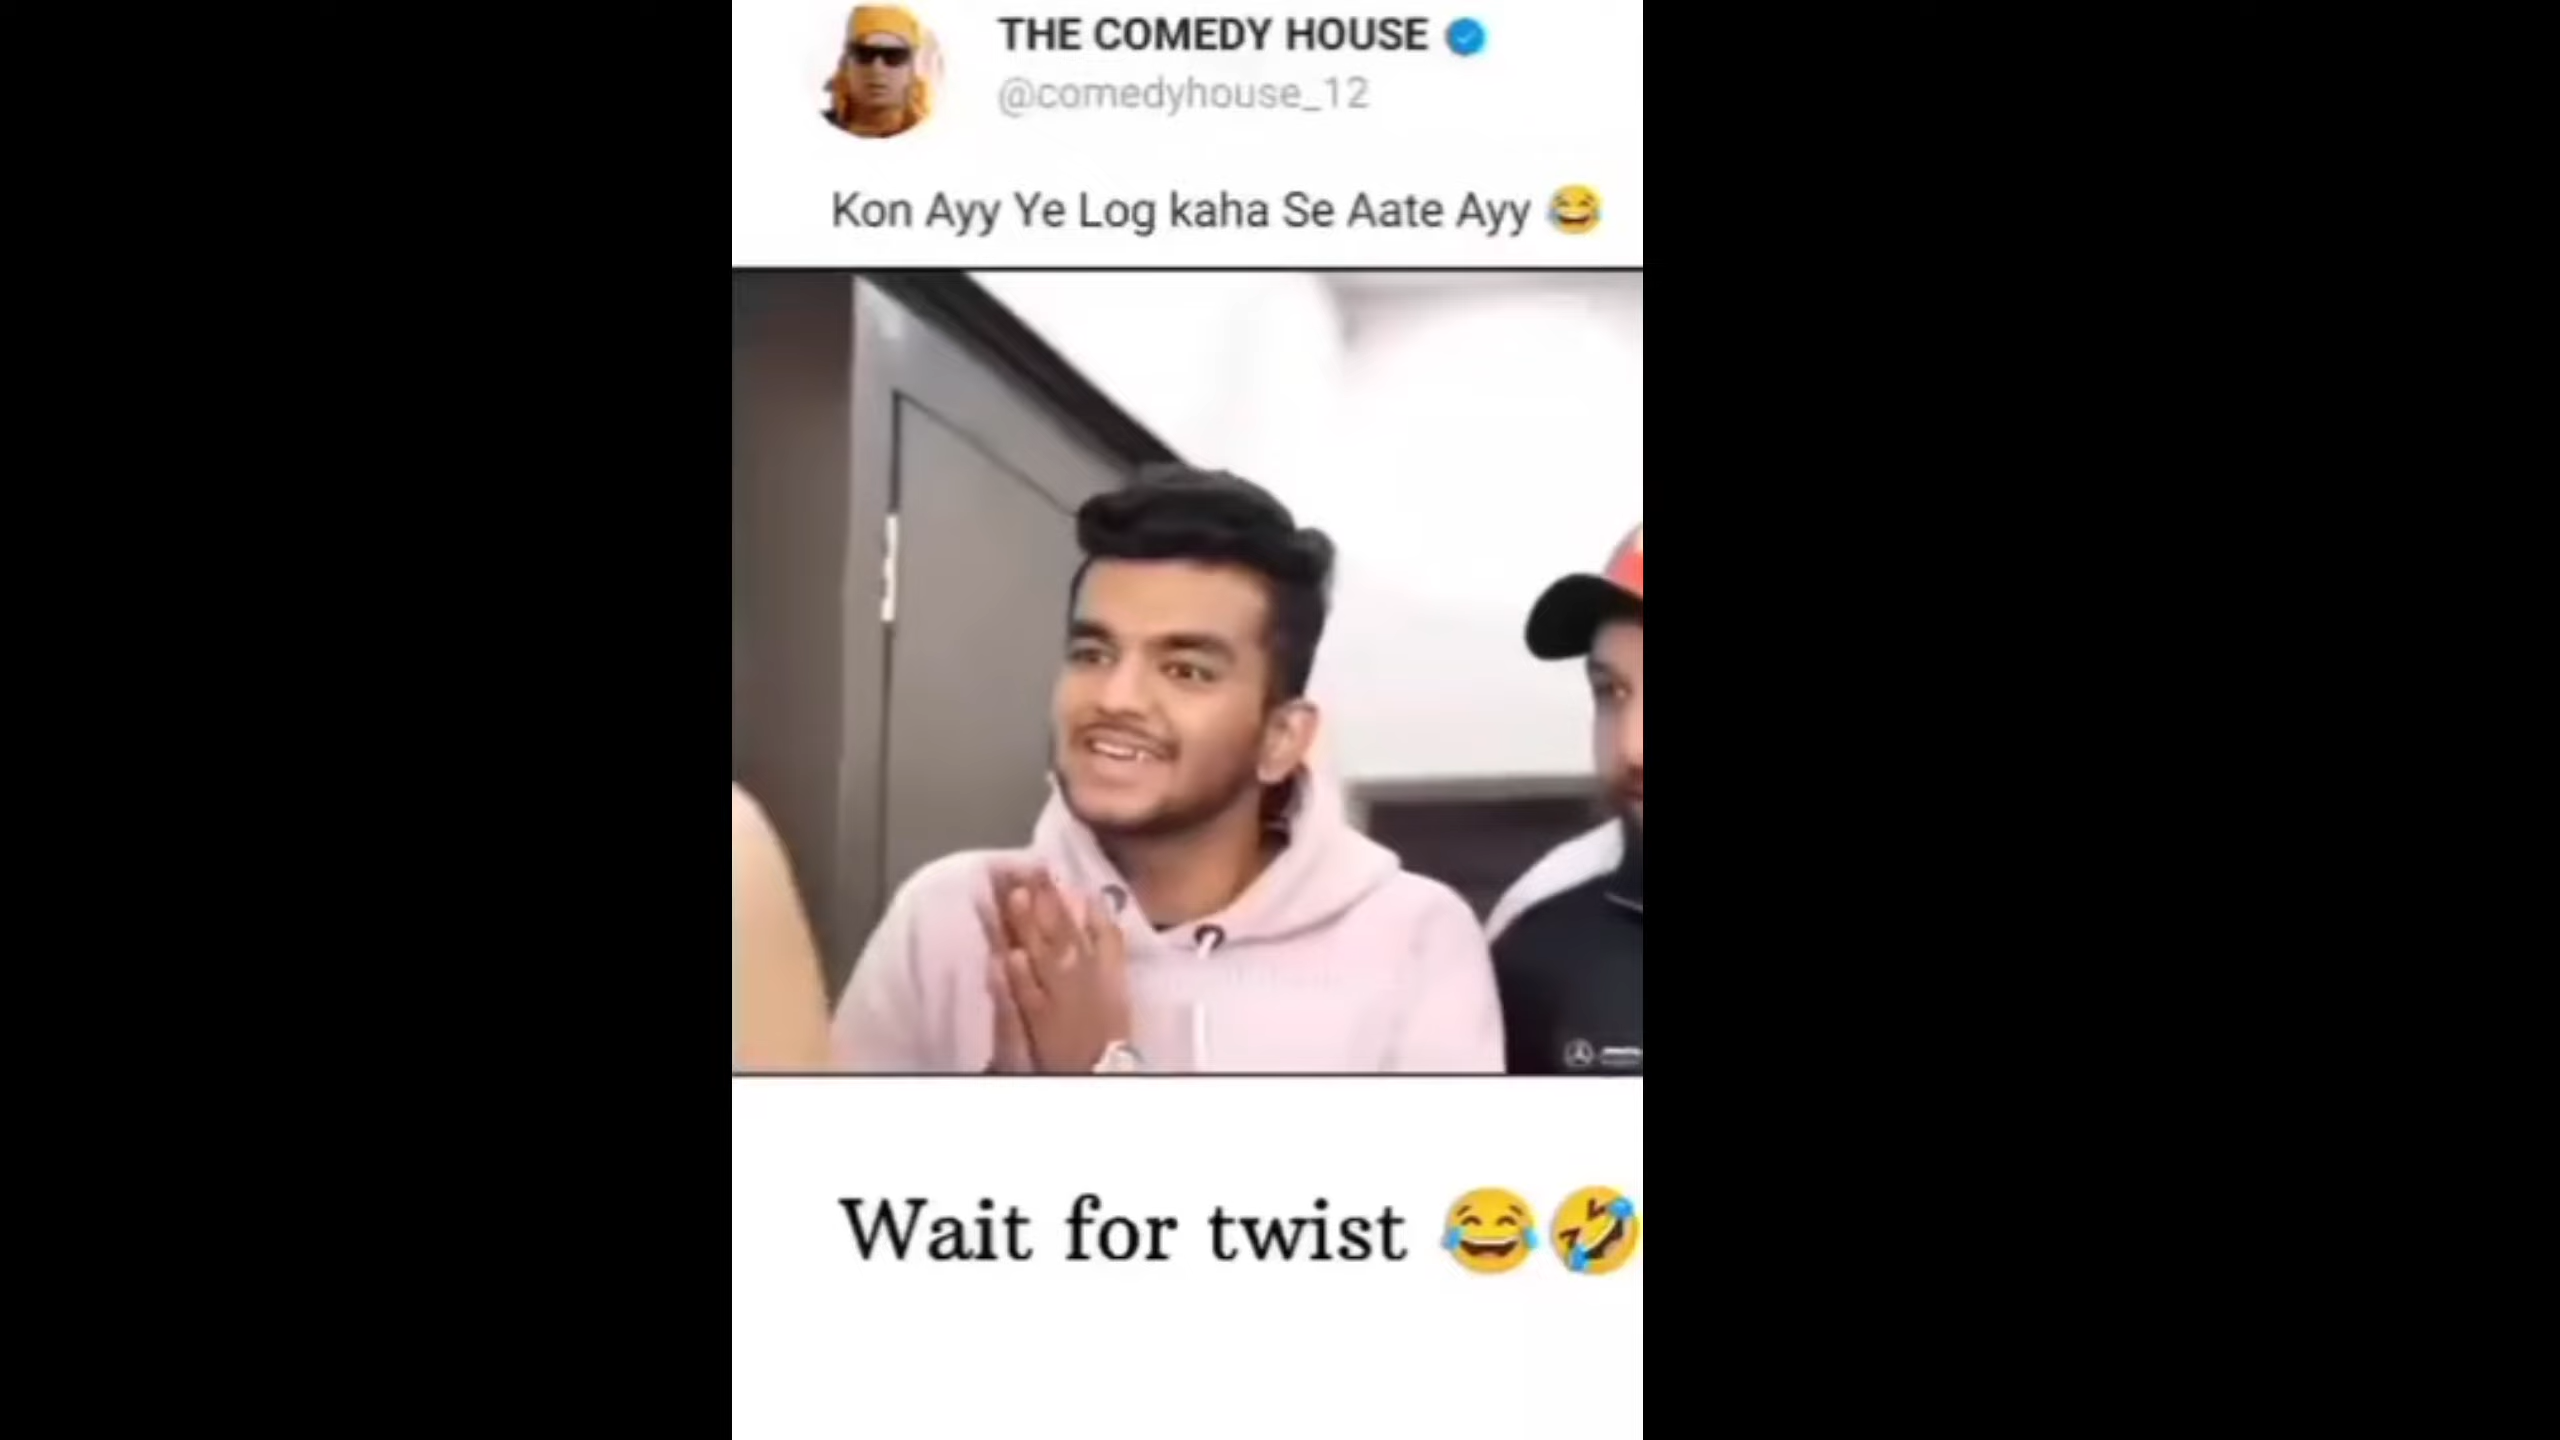 THE COMEDY HOUSE
@comedyhouse_12
Kon Ayy Ye Log kaha Se Aate Ayy 😂
Wait for twist 😂🤣